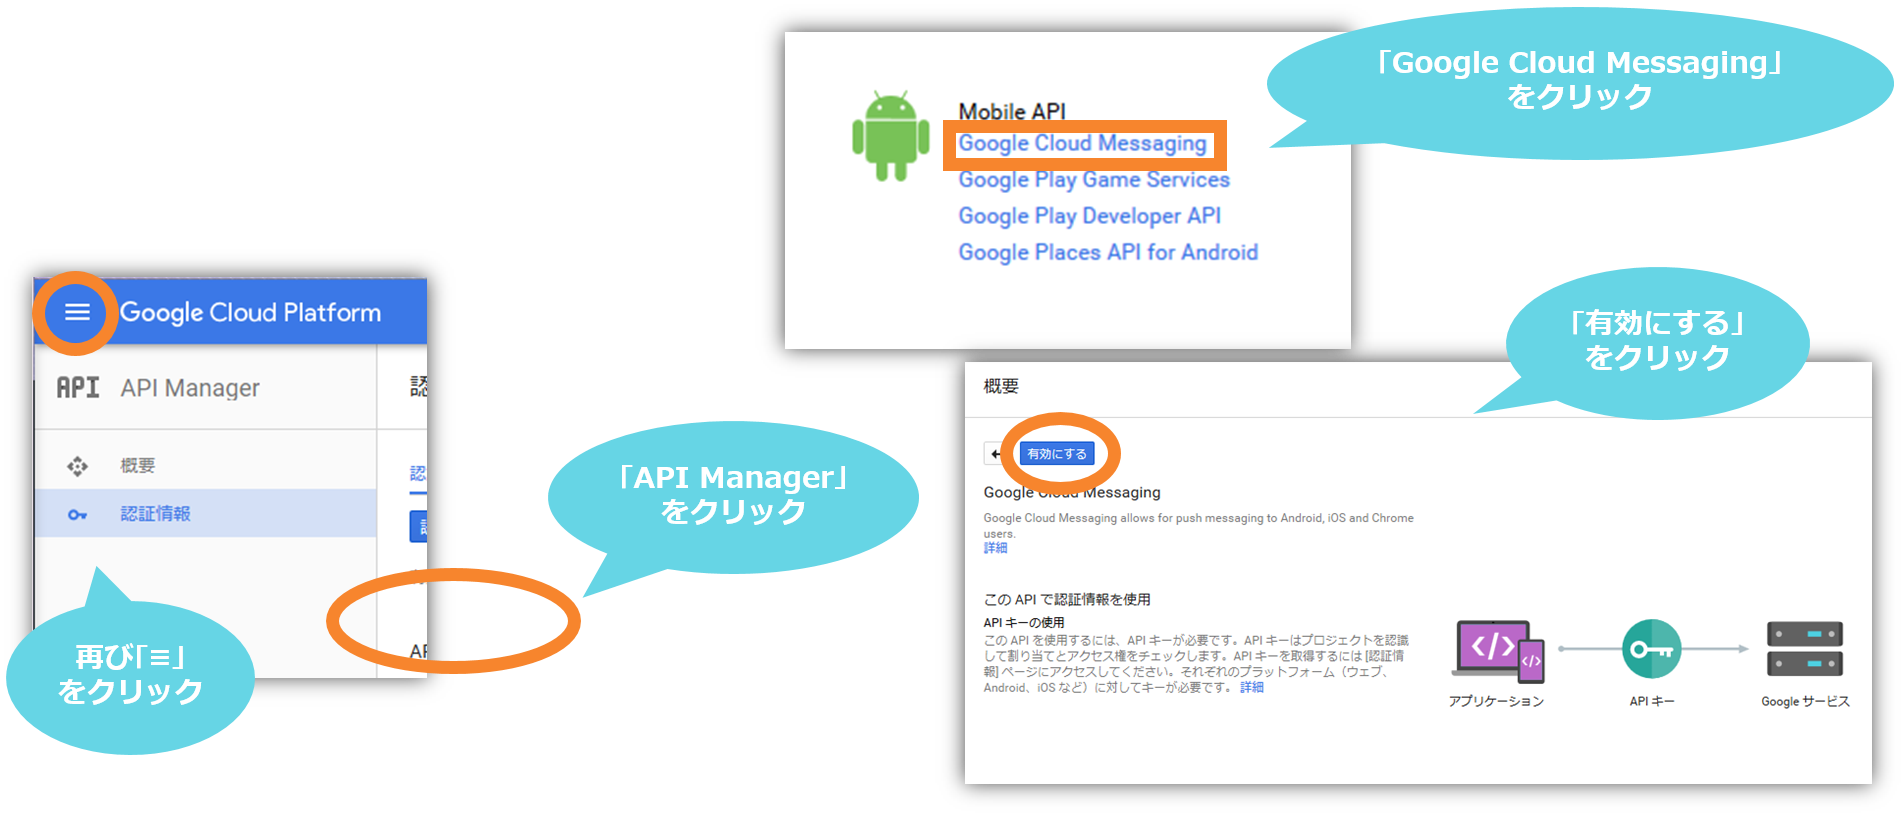 Google Cloud Platform
API
API Manager
認
概要
認
認証情報
再び「≡」
をクリック
「API Manager」
をクリック
Mobile API
Google Cloud Messaging
Google Play Game Services
Google Play Developer API
Google Places API for Android
「Google Cloud Messaging」
をクリック
「有効にする」
をクリック
概要
有効にする
Google Cloud Messaging
Google Cloud Messaging allows for push messaging to Android, iOS and Chrome
users.
詳細
この API で認証情報を使用
API キーの使用
この API を使用するには、API キーが必要です。API キーはプロジェクトを認識
して割り当てとアクセス権をチェックします。API キーを取得するには [認証情
報] ページにアクセスしてください。それぞれのプラットフォーム（ウェブ、
Android、iOS など）に対してキーが必要です。 詳細
アプリケーション
API キー
Google サービス